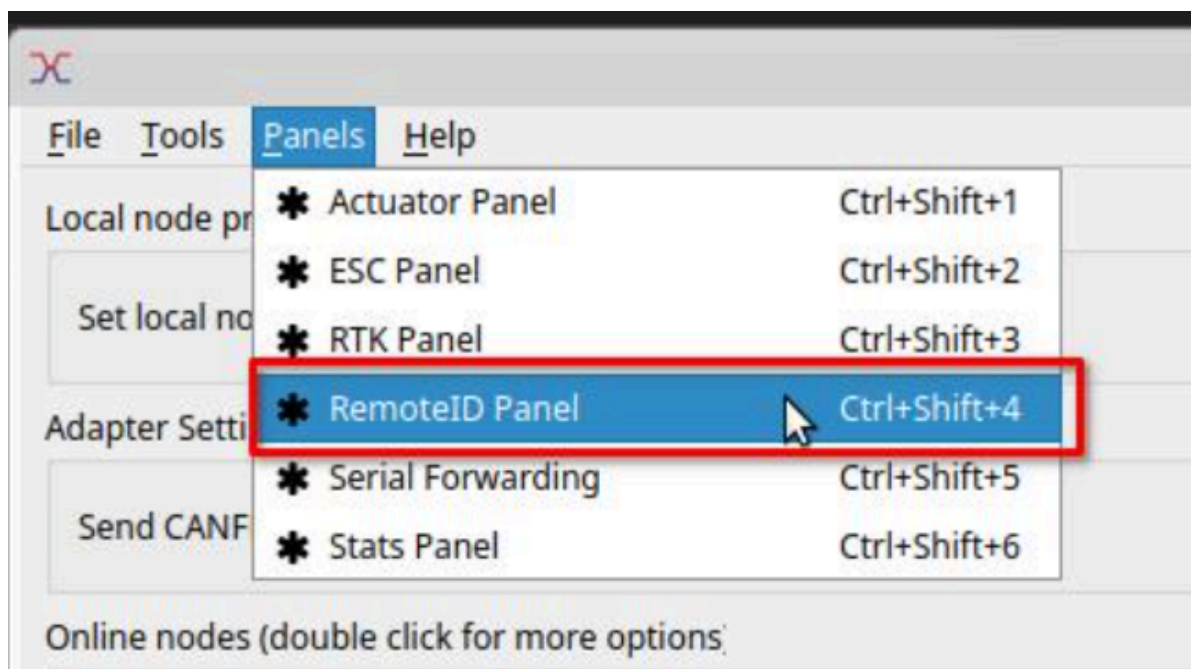 File Tools Panels Help
Actuator Panel Ctrl+Shift+1
Local node pr
ESC Panel Ctrl+Shift+2
Set local no
RTK Panel Ctrl+Shift+3
RemoteID Panel Ctrl+Shift+4
Adapter Setti
Serial Forwarding Ctrl+Shift+5
Send CANF
Stats Panel Ctrl+Shift+6
Online nodes (double click for more options)